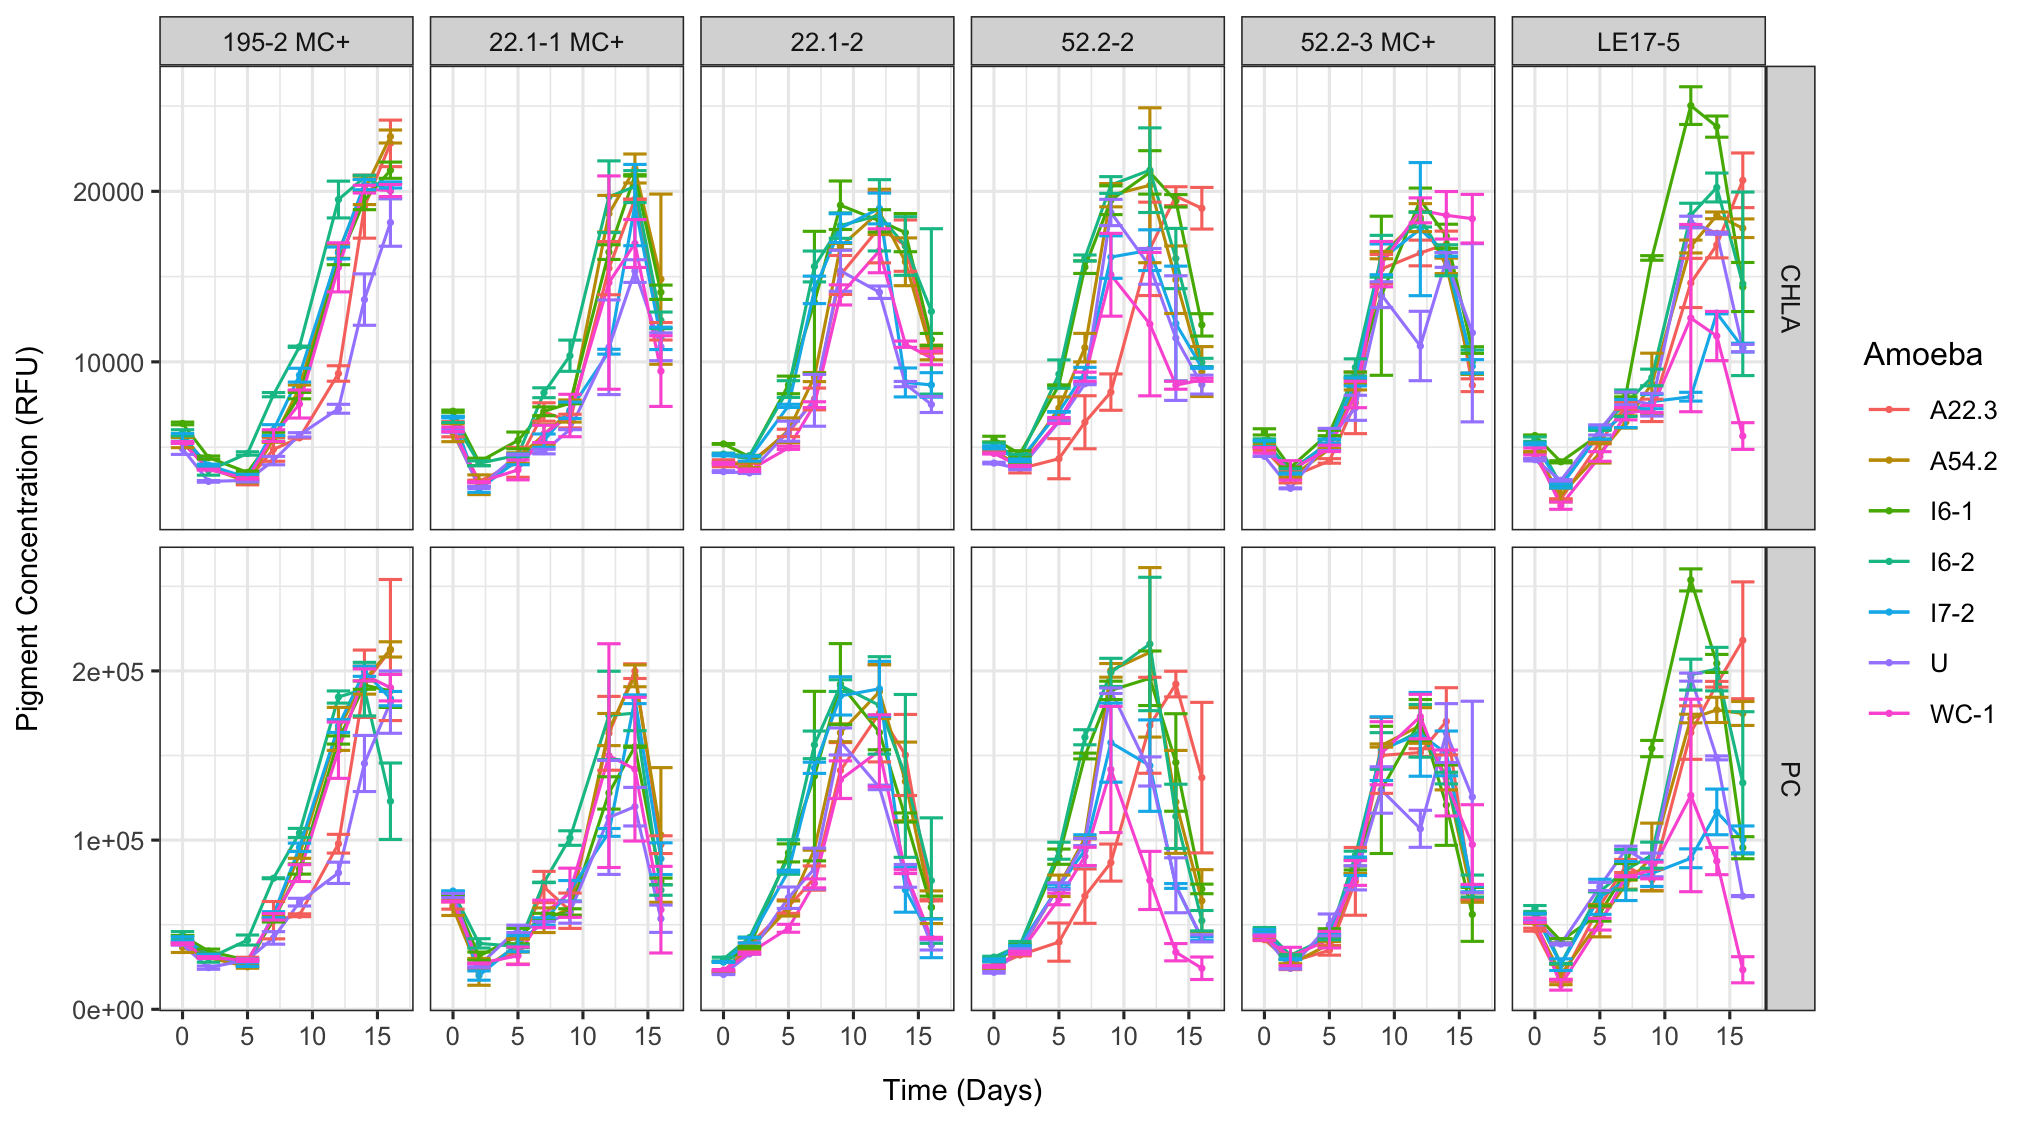 195-2 MC+ 22.1-1 MC+ 22.1-2 52.2-2 52.2-3 MC+ LE17-5
Pigment Concentration (RFU)
20000
10000
CHLA
2e+05
1e+05
0e+00
PC
0 5 10 15 0 5 10 15 0 5 10 15 0 5 10 15 0 5 10 15 0 5 10 15
Time (Days)
Amoeba
A22.3
A54.2
I6-1
I6-2
I7-2
U
WC-1